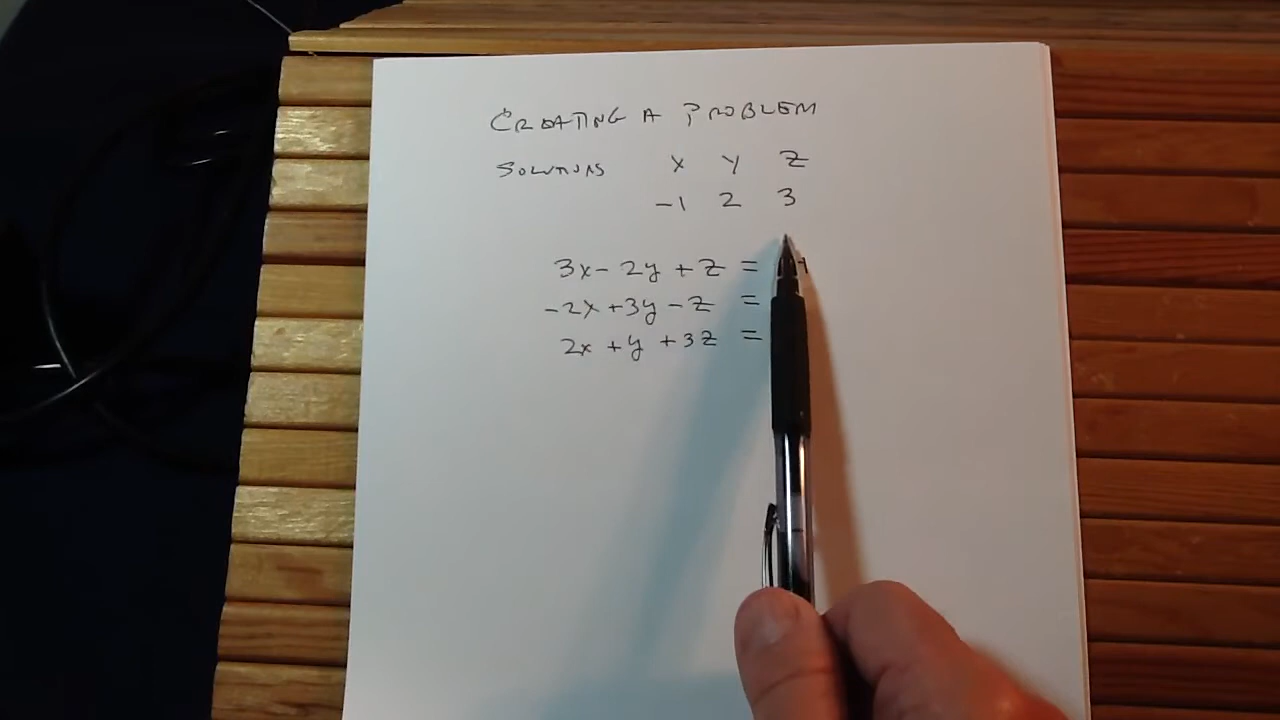 CREATING A PROBLEM
SOLUTIONS X Y Z
-1 2 3
3x - 2y + z =
-2x + 3y - z =
2x + y + 3z =